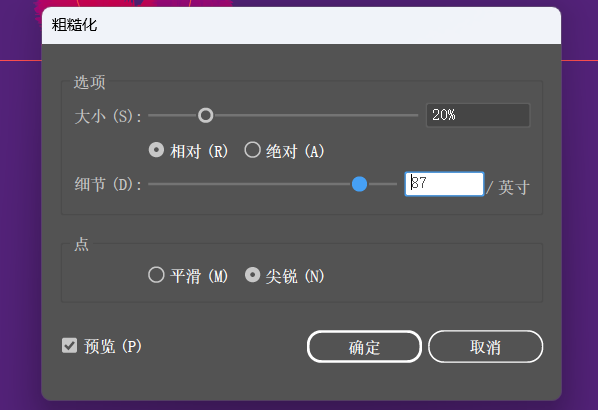 粗糙化
选项
大小 (S): 20%
相对 (R) 绝对 (A)
细节 (D): 87 / 英寸
点
平滑 (M) 尖锐 (N)
预览 (P) 确定 取消